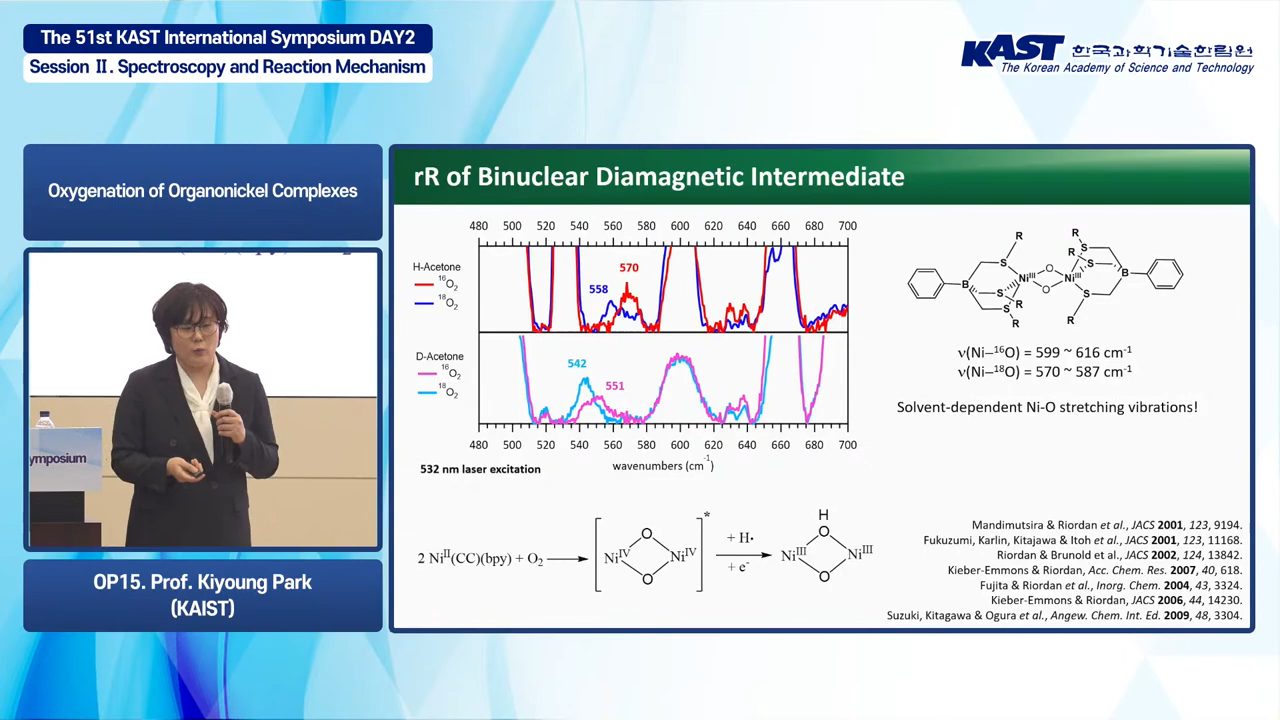 The 51st KAST International Symposium DAY2
Session Ⅱ. Spectroscopy and Reaction Mechanism
KAST 한국과학기술한림원
The Korean Academy of Science and Technology
Oxygenation of Organonickel Complexes
ymposium
OP15. Prof. Kiyoung Park
(KAIST)
rR of Binuclear Diamagnetic Intermediate
480 500 520 540 560 580 600 620 640 660 680 700
H-Acetone
16O2
18O2
570
558
D-Acetone
16O2
18O2
542
551
480 500 520 540 560 580 600 620 640 660 680 700
wavenumbers (cm-1)
532 nm laser excitation
R
R
S
S
S
B
NiIII
O
O
NiIII
R
R
S
S
S
B
R
R
ν(Ni–16O) = 599 ~ 616 cm-1
ν(Ni–18O) = 570 ~ 587 cm-1
Solvent-dependent Ni-O stretching vibrations!
2 NiII(CC)(bpy) + O2
NiIV
O
O
NiIV
*
+ H·
+ e-
H
O
NiIII
NiIII
O
Mandimutsira & Riordan et al., JACS 2001, 123, 9194.
Fukuzumi, Karlin, Kitajawa & Itoh et al., JACS 2001, 123, 11168.
Riordan & Brunold et al., JACS 2002, 124, 13842.
Kieber-Emmons & Riordan, Acc. Chem. Res. 2007, 40, 618.
Fujita & Riordan et al., Inorg. Chem. 2004, 43, 3324.
Kieber-Emmons & Riordan, JACS 2006, 44, 14230.
Suzuki, Kitagawa & Ogura et al., Angew. Chem. Int. Ed. 2009, 48, 3304.